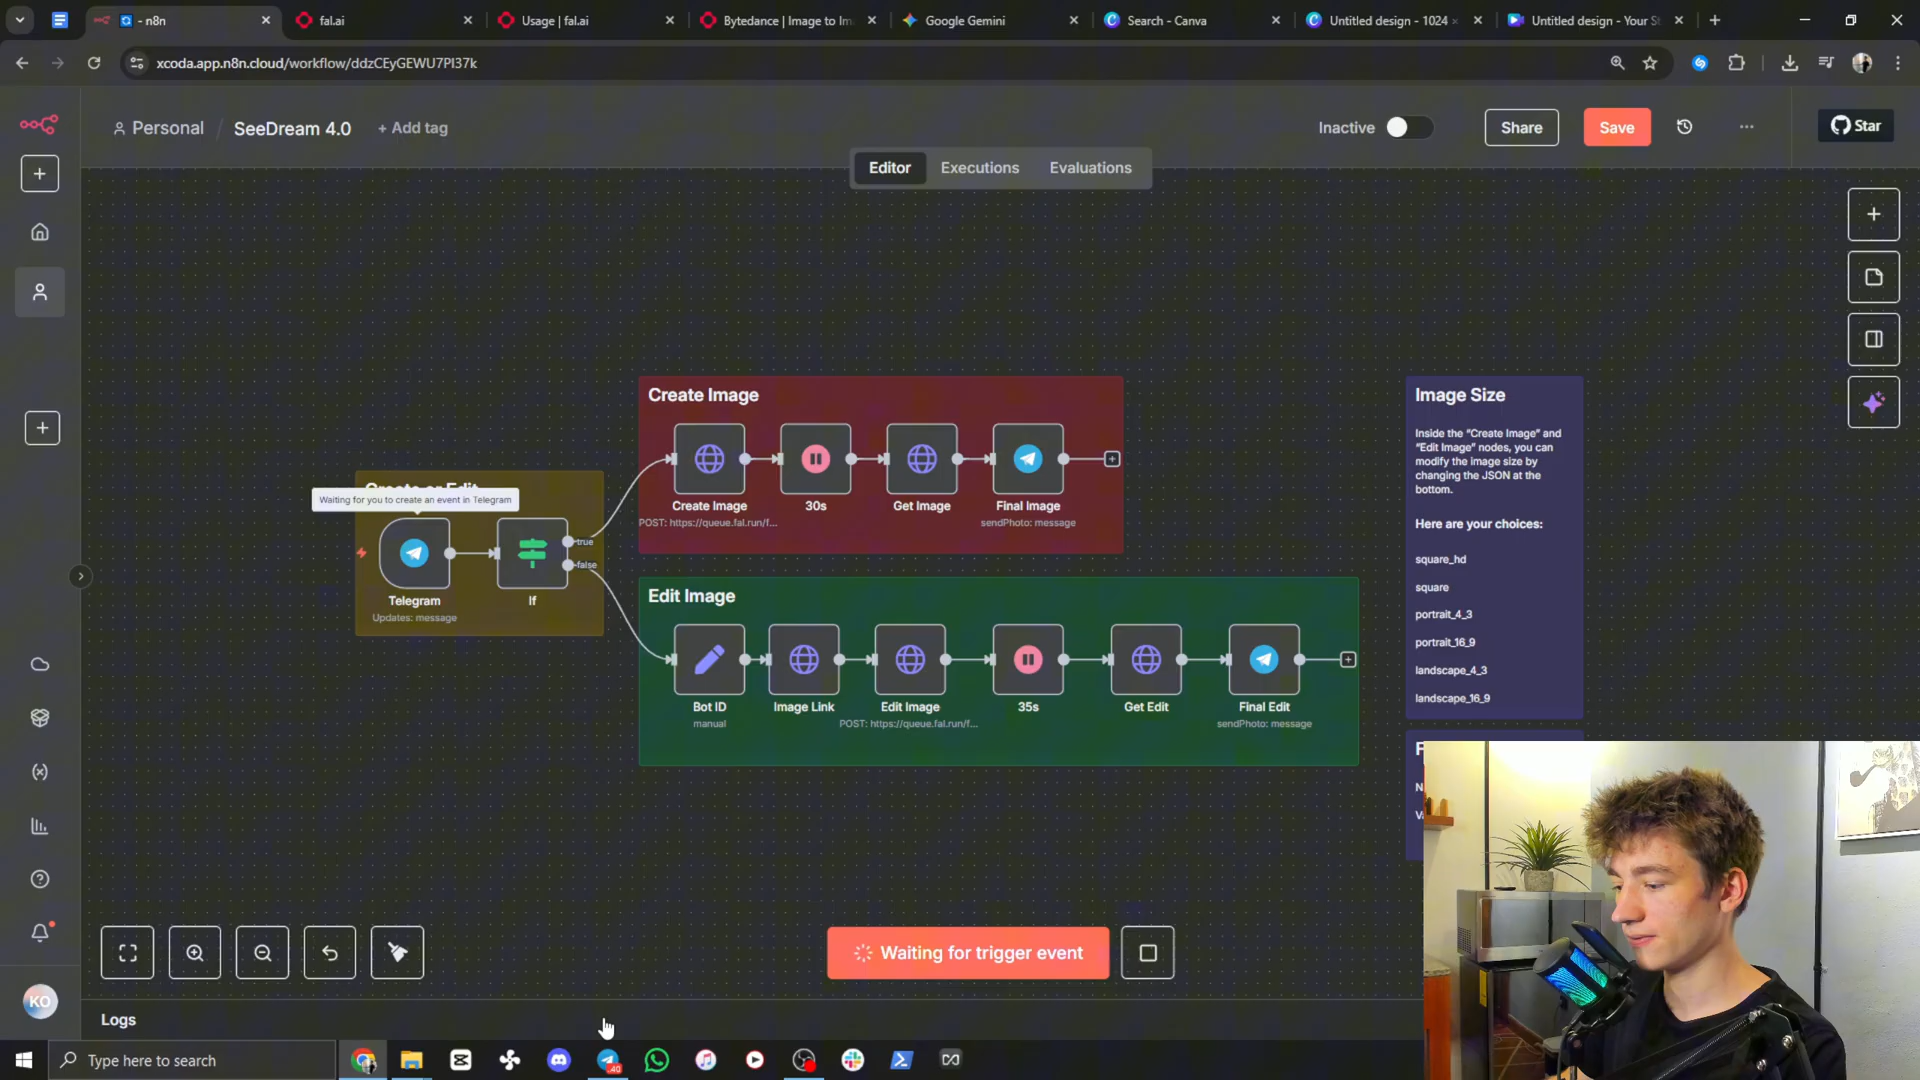 - n8n
fal.ai
Usage | fal.ai
Bytedance | Image to Im
Google Gemini
Search - Canva
Untitled design - 1024
Untitled design - Your S
xcoda.app.n8n.cloud/workflow/ddzCEyGEWU7PI37k
Personal / SeeDream 4.0 + Add tag
Inactive
Share
Save
Star
Editor
Executions
Evaluations
Create Image
Create Image
POST: https://queue.fal.run/f...
30s
Get Image
Final Image
sendPhoto: message
Waiting for you to create an event in Telegram
Telegram
Updates: message
If
true
false
Edit Image
Bot ID
manual
Image Link
Edit Image
POST: https://queue.fal.run/f...
35s
Get Edit
Final Edit
sendPhoto: message
Image Size
Inside the "Create Image" and
"Edit Image" nodes, you can
modify the image size by
changing the JSON at the
bottom.
Here are your choices:
square_hd
square
portrait_4_3
portrait_16_9
landscape_4_3
landscape_16_9
Waiting for trigger event
KO
Logs
Type here to search
40